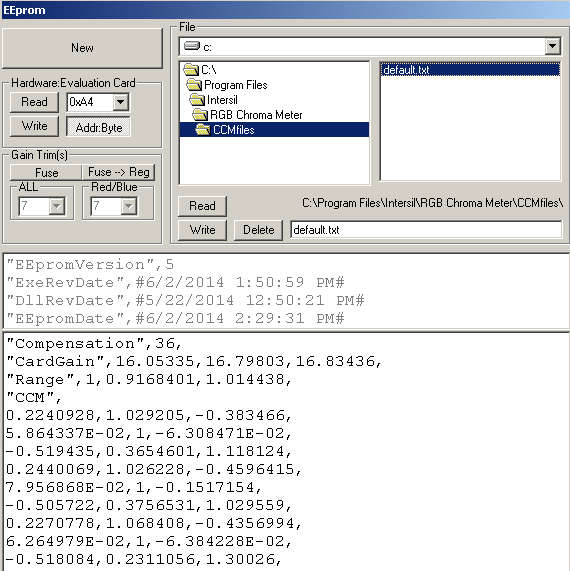 EEprom
New
Hardware:Evaluation Card
Read
0xA4
Write
Addr:Byte
Gain Trim(s)
Fuse
Fuse --> Reg
ALL
7
Red/Blue
7
File
c:
C:\
Program Files
Intersil
RGB Chroma Meter
CCMfiles
default.txt
Read
C:\Program Files\Intersil\RGB Chroma Meter\CCMfiles\
Write
Delete
default.txt
"EEpromVersion",5
"ExeRevDate",#6/2/2014 1:50:59 PM#
"DllRevDate",#5/22/2014 12:50:21 PM#
"EEpromDate",#6/2/2014 2:29:31 PM#
"Compensation",36,
"CardGain",16.05335,16.79803,16.83436,
"Range",1,0.9168401,1.014438,
"CCM",
0.2240928,1.029205,-0.383466,
5.864337E-02,1,-6.308471E-02,
-0.519435,0.3654601,1.118124,
0.2440069,1.026228,-0.4596415,
7.956868E-02,1,-0.1517154,
-0.505722,0.3756531,1.029559,
0.2270778,1.068408,-0.4356994,
6.264979E-02,1,-6.384228E-02,
-0.518084,0.2311056,1.30026,